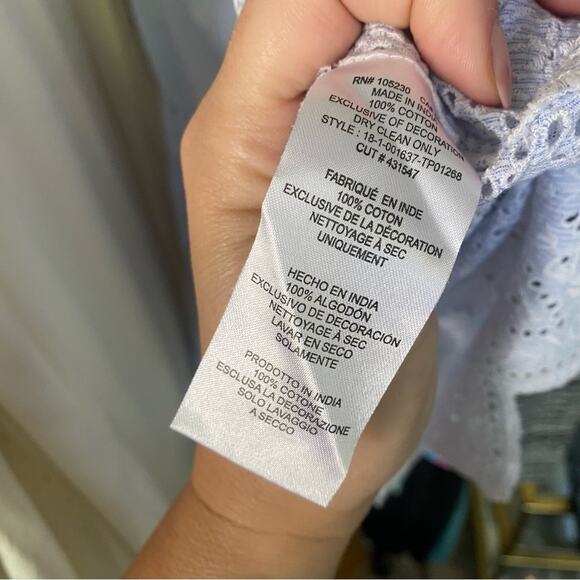 RN# 105230
MADE IN INDIA
100% COTTON
EXCLUSIVE OF DECORATION
DRY CLEAN ONLY
STYLE : 18-1-001637-TP01268
CUT # 431547
FABRIQUÉ EN INDE
100% COTON
EXCLUSIVE DE LA DÉCORATION
NETTOYAGE À SEC
UNIQUEMENT
HECHO EN INDIA
100% ALGODÓN
EXCLUSIVO DE DECORACIÓN
NETTOYAGE À SEC
LAVAR EN SECO
SOLAMENTE
PRODOTTO IN INDIA
100% COTONE
ESCLUSA LA DECORAZIONE
SOLO LAVAGGIO
A SECCO